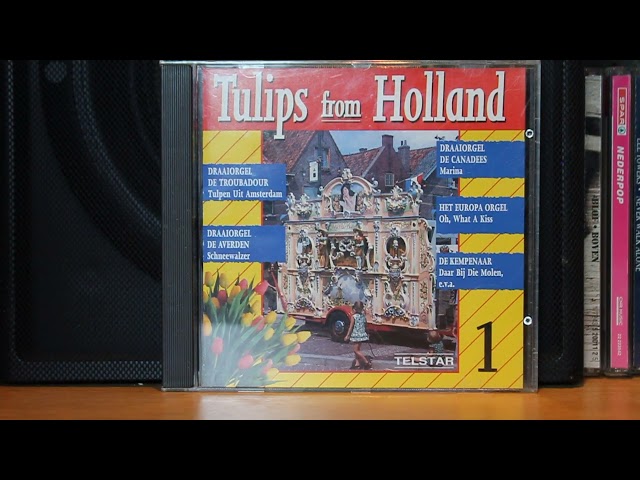 Tulips from Holland
DRAAIORGEL
DE TROUBADOUR
Tulpen Uit Amsterdam
DRAAIORGEL
DE AVERDEN
Schneewalzer
DRAAIORGEL
DE CANADEES
Marina
HET EUROPA ORGEL
Oh, What A Kiss
DE KEMPENAAR
Daar Bij Die Molen,
e.v.a.
TELSTAR
1
SPAR
NEDERPOP